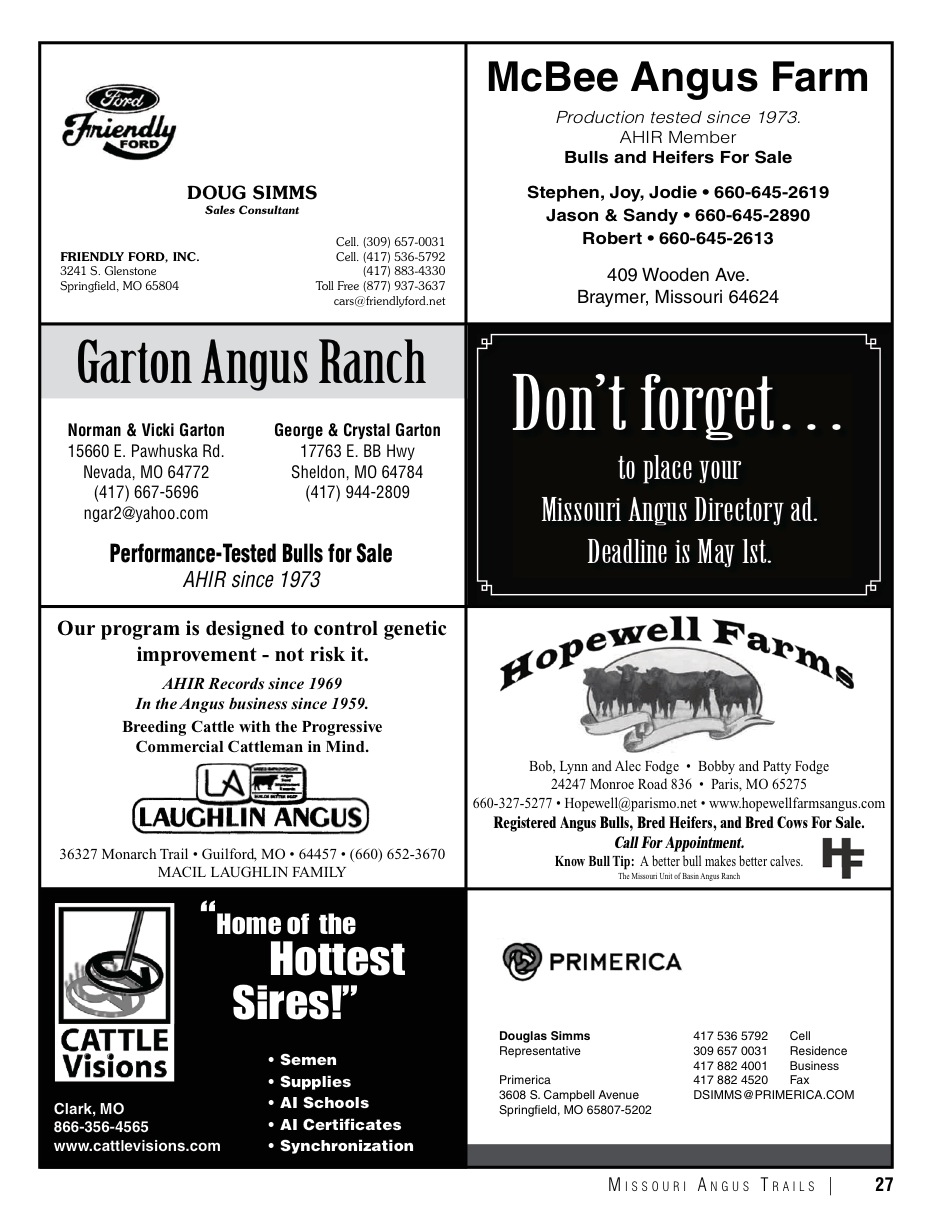 Ford
Friendly
FORD
DOUG SIMMS
Sales Consultant
FRIENDLY FORD, INC.
3241 S. Glenstone
Springfield, MO 65804
Cell. (309) 657-0031
Cell. (417) 536-5792
(417) 883-4330
Toll Free (877) 937-3637
cars@friendlyford.net
McBee Angus Farm
Production tested since 1973.
AHIR Member
Bulls and Heifers For Sale
Stephen, Joy, Jodie • 660-645-2619
Jason & Sandy • 660-645-2890
Robert • 660-645-2613
409 Wooden Ave.
Braymer, Missouri 64624
Garton Angus Ranch
Norman & Vicki Garton
15660 E. Pawhuska Rd.
Nevada, MO 64772
(417) 667-5696
ngar2@yahoo.com
George & Crystal Garton
17763 E. BB Hwy
Sheldon, MO 64784
(417) 944-2809
Performance-Tested Bulls for Sale
AHIR since 1973
Don't forget...
to place your
Missouri Angus Directory ad.
Deadline is May 1st.
Our program is designed to control genetic
improvement - not risk it.
AHIR Records since 1969
In the Angus business since 1959.
Breeding Cattle with the Progressive
Commercial Cattleman in Mind.
LA
LAUGHLIN ANGUS
36327 Monarch Trail • Guilford, MO • 64457 • (660) 652-3670
MACIL LAUGHLIN FAMILY
Hopewell Farms
Bob, Lynn and Alec Fodge • Bobby and Patty Fodge
24247 Monroe Road 836 • Paris, MO 65275
660-327-5277 • Hopewell@parismo.net • www.hopewellfarmsangus.com
Registered Angus Bulls, Bred Heifers, and Bred Cows For Sale.
Call For Appointment.
Know Bull Tip: A better bull makes better calves.
The Missouri Unit of Basin Angus Ranch
HF
CATTLE
Visions
“Home of the
Hottest
Sires!”
• Semen
• Supplies
• AI Schools
• AI Certificates
• Synchronization
Clark, MO
866-356-4565
www.cattlevisions.com
PRIMERICA
Douglas Simms
Representative
Primerica
3608 S. Campbell Avenue
Springfield, MO 65807-5202
417 536 5792 Cell
309 657 0031 Residence
417 882 4001 Business
417 882 4520 Fax
DSIMMS@PRIMERICA.COM
MISSOURI ANGUS TRAILS | 27